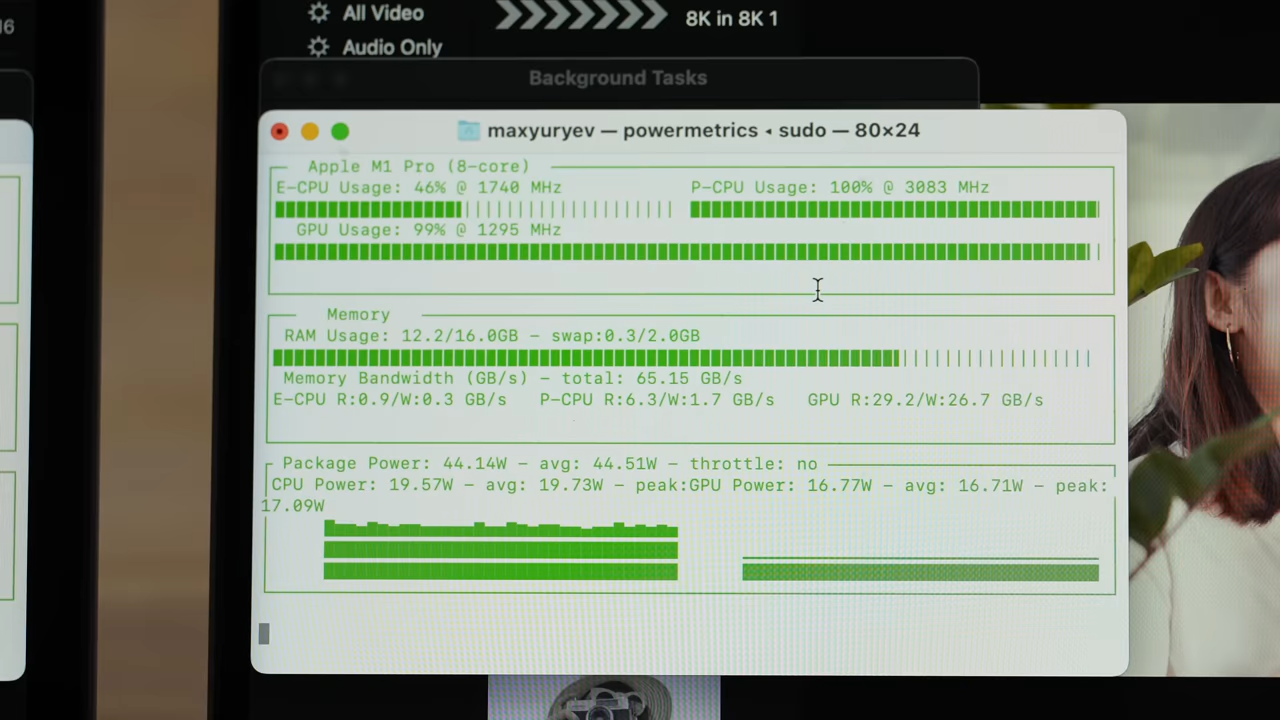 16
All Video
8K in 8K 1
Audio Only
Background Tasks
maxyuryev — powermetrics ◂ sudo — 80×24
Apple M1 Pro (8-core)
E-CPU Usage: 46% @ 1740 MHz
P-CPU Usage: 100% @ 3083 MHz
GPU Usage: 99% @ 1295 MHz
Memory
RAM Usage: 12.2/16.0GB - swap:0.3/2.0GB
Memory Bandwidth (GB/s) - total: 65.15 GB/s
E-CPU R:0.9/W:0.3 GB/s P-CPU R:6.3/W:1.7 GB/s GPU R:29.2/W:26.7 GB/s
Package Power: 44.14W - avg: 44.51W - throttle: no
CPU Power: 19.57W - avg: 19.73W - peak:GPU Power: 16.77W - avg: 16.71W - peak:
17.09W